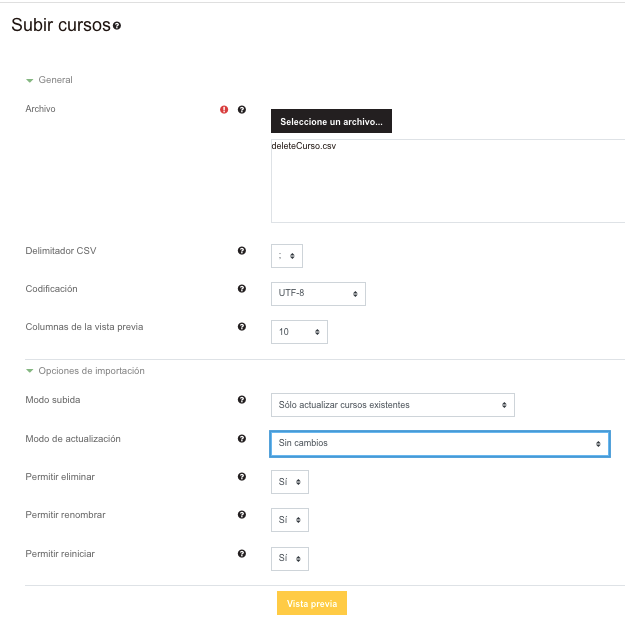 Subir cursos
General
Archivo
Seleccione un archivo...
deleteCurso.csv
Delimitador CSV
;
Codificación
UTF-8
Columnas de la vista previa
10
Opciones de importación
Modo subida
Sólo actualizar cursos existentes
Modo de actualización
Sin cambios
Permitir eliminar
Sí
Permitir renombrar
Sí
Permitir reiniciar
Sí
Vista previa